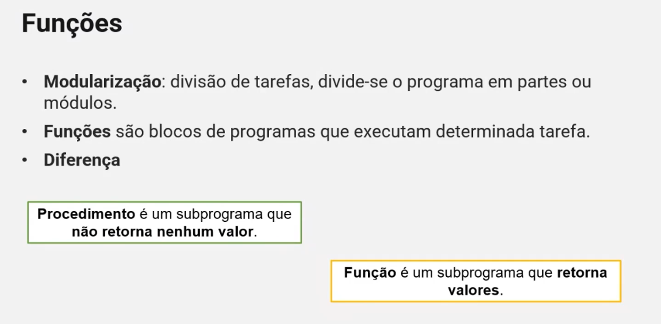 Funções
• Modularização: divisão de tarefas, divide-se o programa em partes ou
módulos.
• Funções são blocos de programas que executam determinada tarefa.
• Diferença
Procedimento é um subprograma que
não retorna nenhum valor.
Função é um subprograma que retorna
valores.